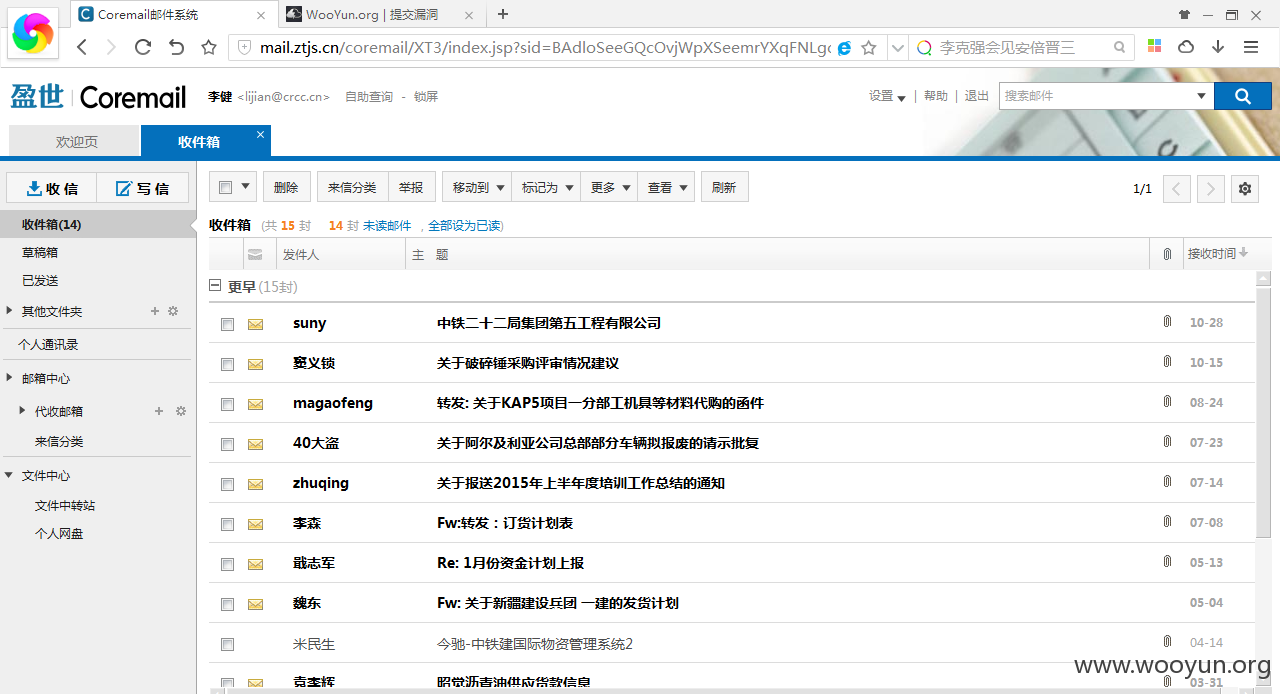 Coremail邮件系统
WooYun.org | 提交漏洞
mail.ztjs.cn/coremail/XT3/index.jsp?sid=BAdloSeeGQcOvjWpXSeemrYXqFNLgc
李克强会见安倍晋三
盈世 Coremail
李健 <lijian@crcc.cn> 自助查询 - 锁屏
设置 | 帮助 | 退出
搜索邮件
欢迎页
收件箱
收信
写信
删除
来信分类
举报
移动到
标记为
更多
查看
刷新
1/1
收件箱(14)
草稿箱
已发送
其他文件夹
个人通讯录
邮箱中心
代收邮箱
来信分类
文件中心
文件中转站
个人网盘
收件箱 (共 15 封 14 封 未读邮件 , 全部设为已读)
发件人 主 题 接收时间
更早(15封)
suny 中铁二十二局集团第五工程有限公司 10-28
窦义锁 关于破碎锤采购评审情况建议 10-15
magaofeng 转发: 关于KAP5项目一分部工机具等材料代购的函件 08-24
40大盗 关于阿尔及利亚公司总部部分车辆拟报废的请示批复 07-23
zhuqing 关于报送2015年上半年度培训工作总结的通知 07-14
李森 Fw:转发：订货计划表 07-08
戢志军 Re: 1月份资金计划上报 05-13
魏东 Fw: 关于新疆建设兵团 一建的发货计划 05-04
米民生 今驰-中铁建国际物资管理系统2 04-14
袁李辉 昭觉沥青油供应货款信息 03-31
www.wooyun.org